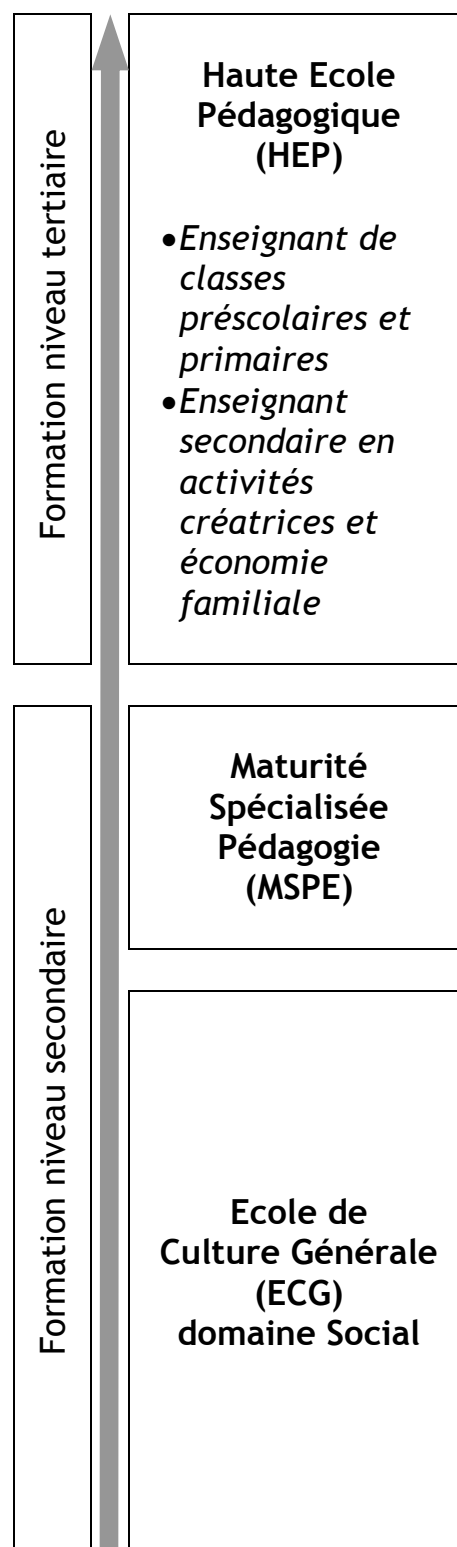 Formation niveau tertiaire
Haute Ecole
Pédagogique
(HEP)
•Enseignant de
classes
préscolaires et
primaires
•Enseignant
secondaire en
activités
créatrices et
économie
familiale
Formation niveau secondaire
Maturité
Spécialisée
Pédagogie
(MSPE)
Ecole de
Culture Générale
(ECG)
domaine Social